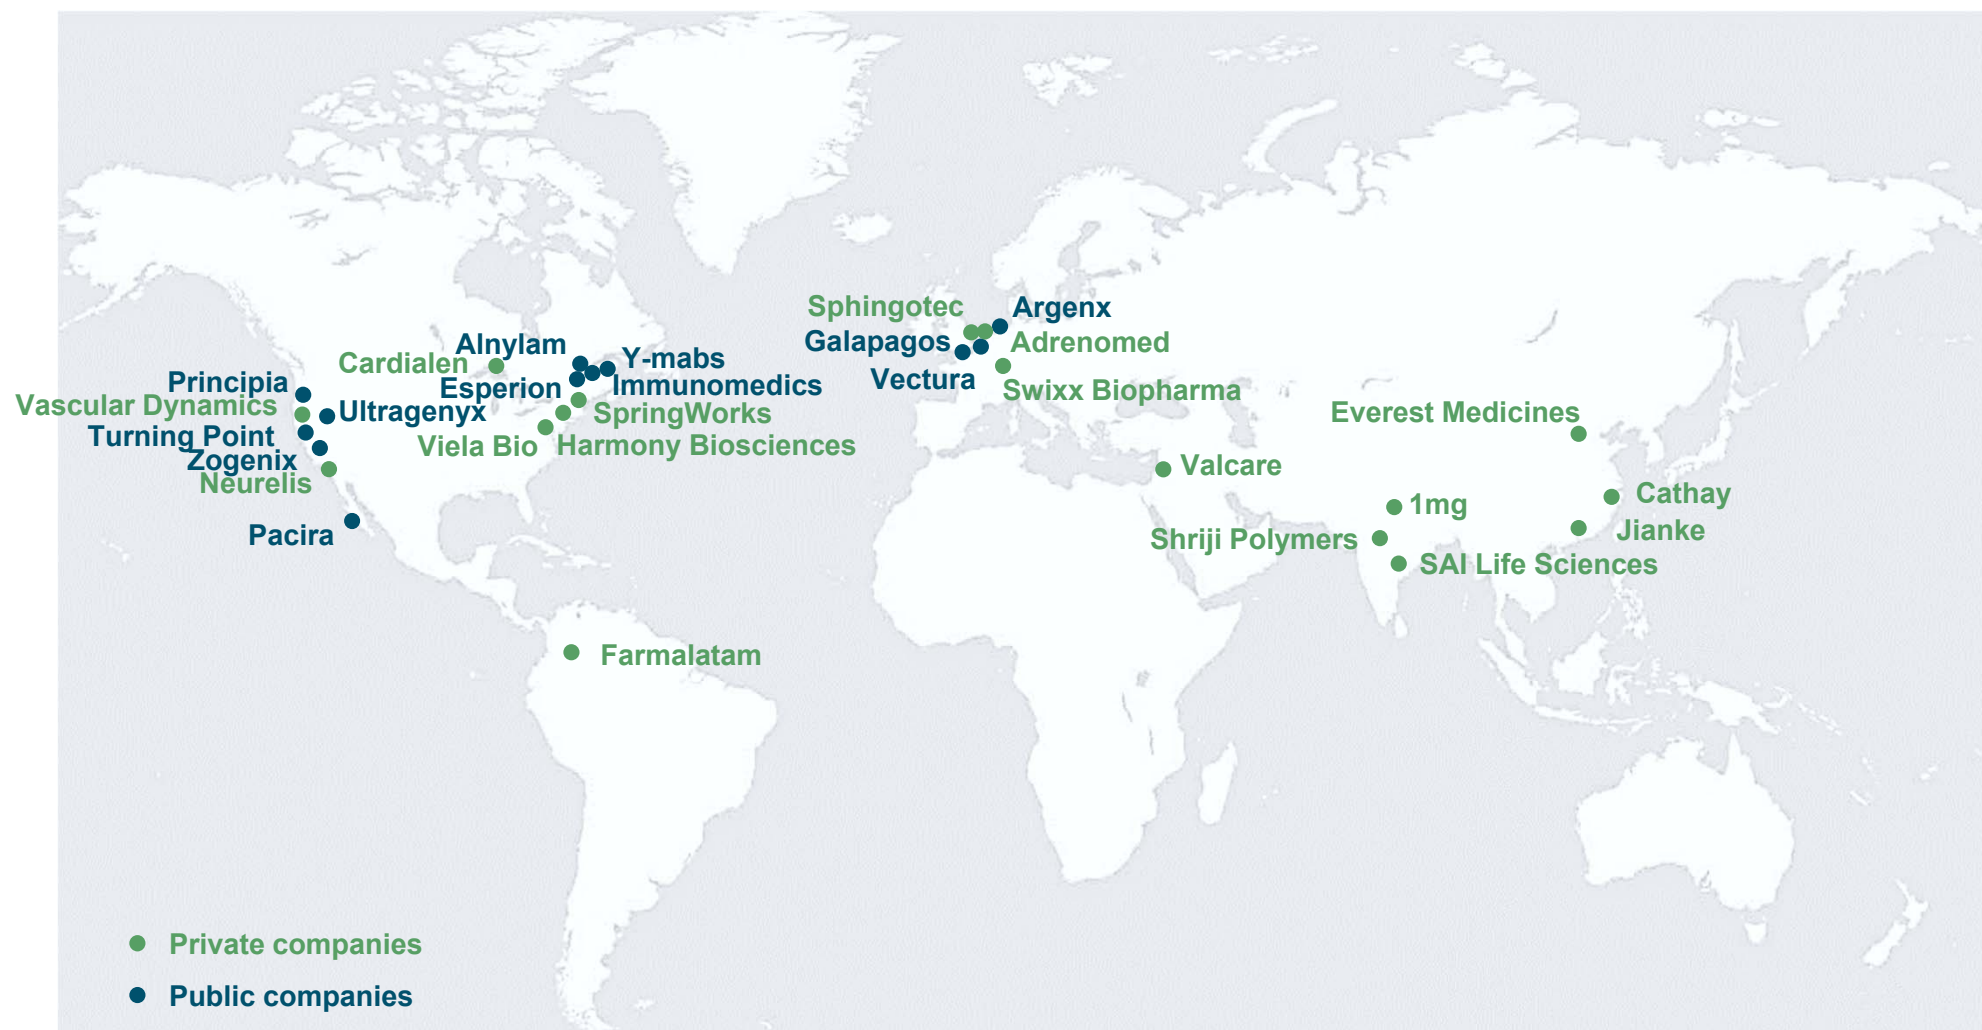 Sphingotec
Argenx
Galapagos
Adrenomed
Vectura
Swixx Biopharma
Alnylam
Cardialen
Y-mabs
Esperion
Immunomedics
Principia
Vascular Dynamics
Ultragenyx
SpringWorks
Turning Point
Viela Bio
Harmony Biosciences
Zogenix
Neurelis
Pacira
Everest Medicines
Valcare
Cathay
1mg
Jianke
Shriji Polymers
SAI Life Sciences
Farmalatam
Private companies
Public companies